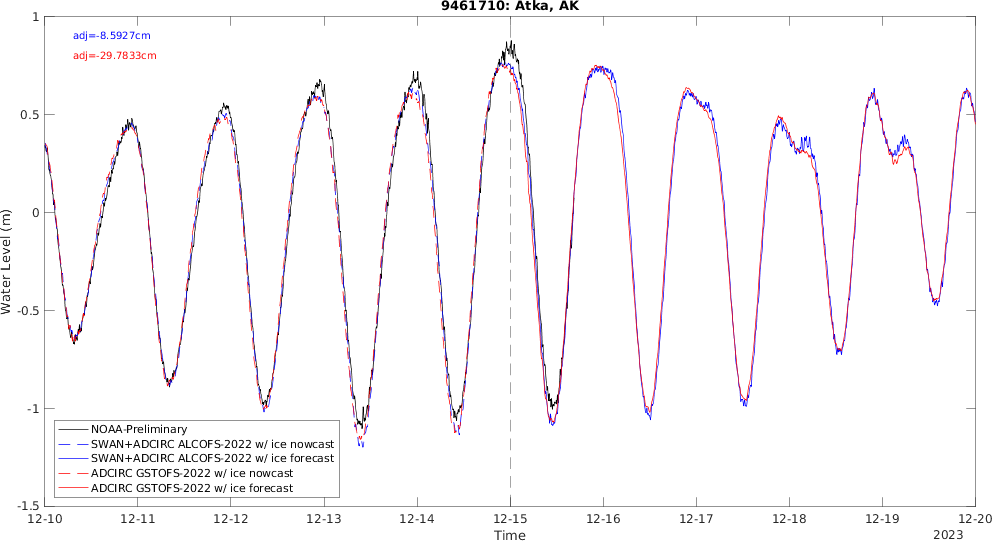 9461710: Atka, AK
adj=-8.5927cm
adj=-29.7833cm
Water Level (m)
1
0.5
0
-0.5
-1
-1.5
NOAA-Preliminary
SWAN+ADCIRC ALCOFS-2022 w/ ice nowcast
SWAN+ADCIRC ALCOFS-2022 w/ ice forecast
ADCIRC GSTOFS-2022 w/ ice nowcast
ADCIRC GSTOFS-2022 w/ ice forecast
12-10 12-11 12-12 12-13 12-14 12-15 12-16 12-17 12-18 12-19 12-20
Time
2023